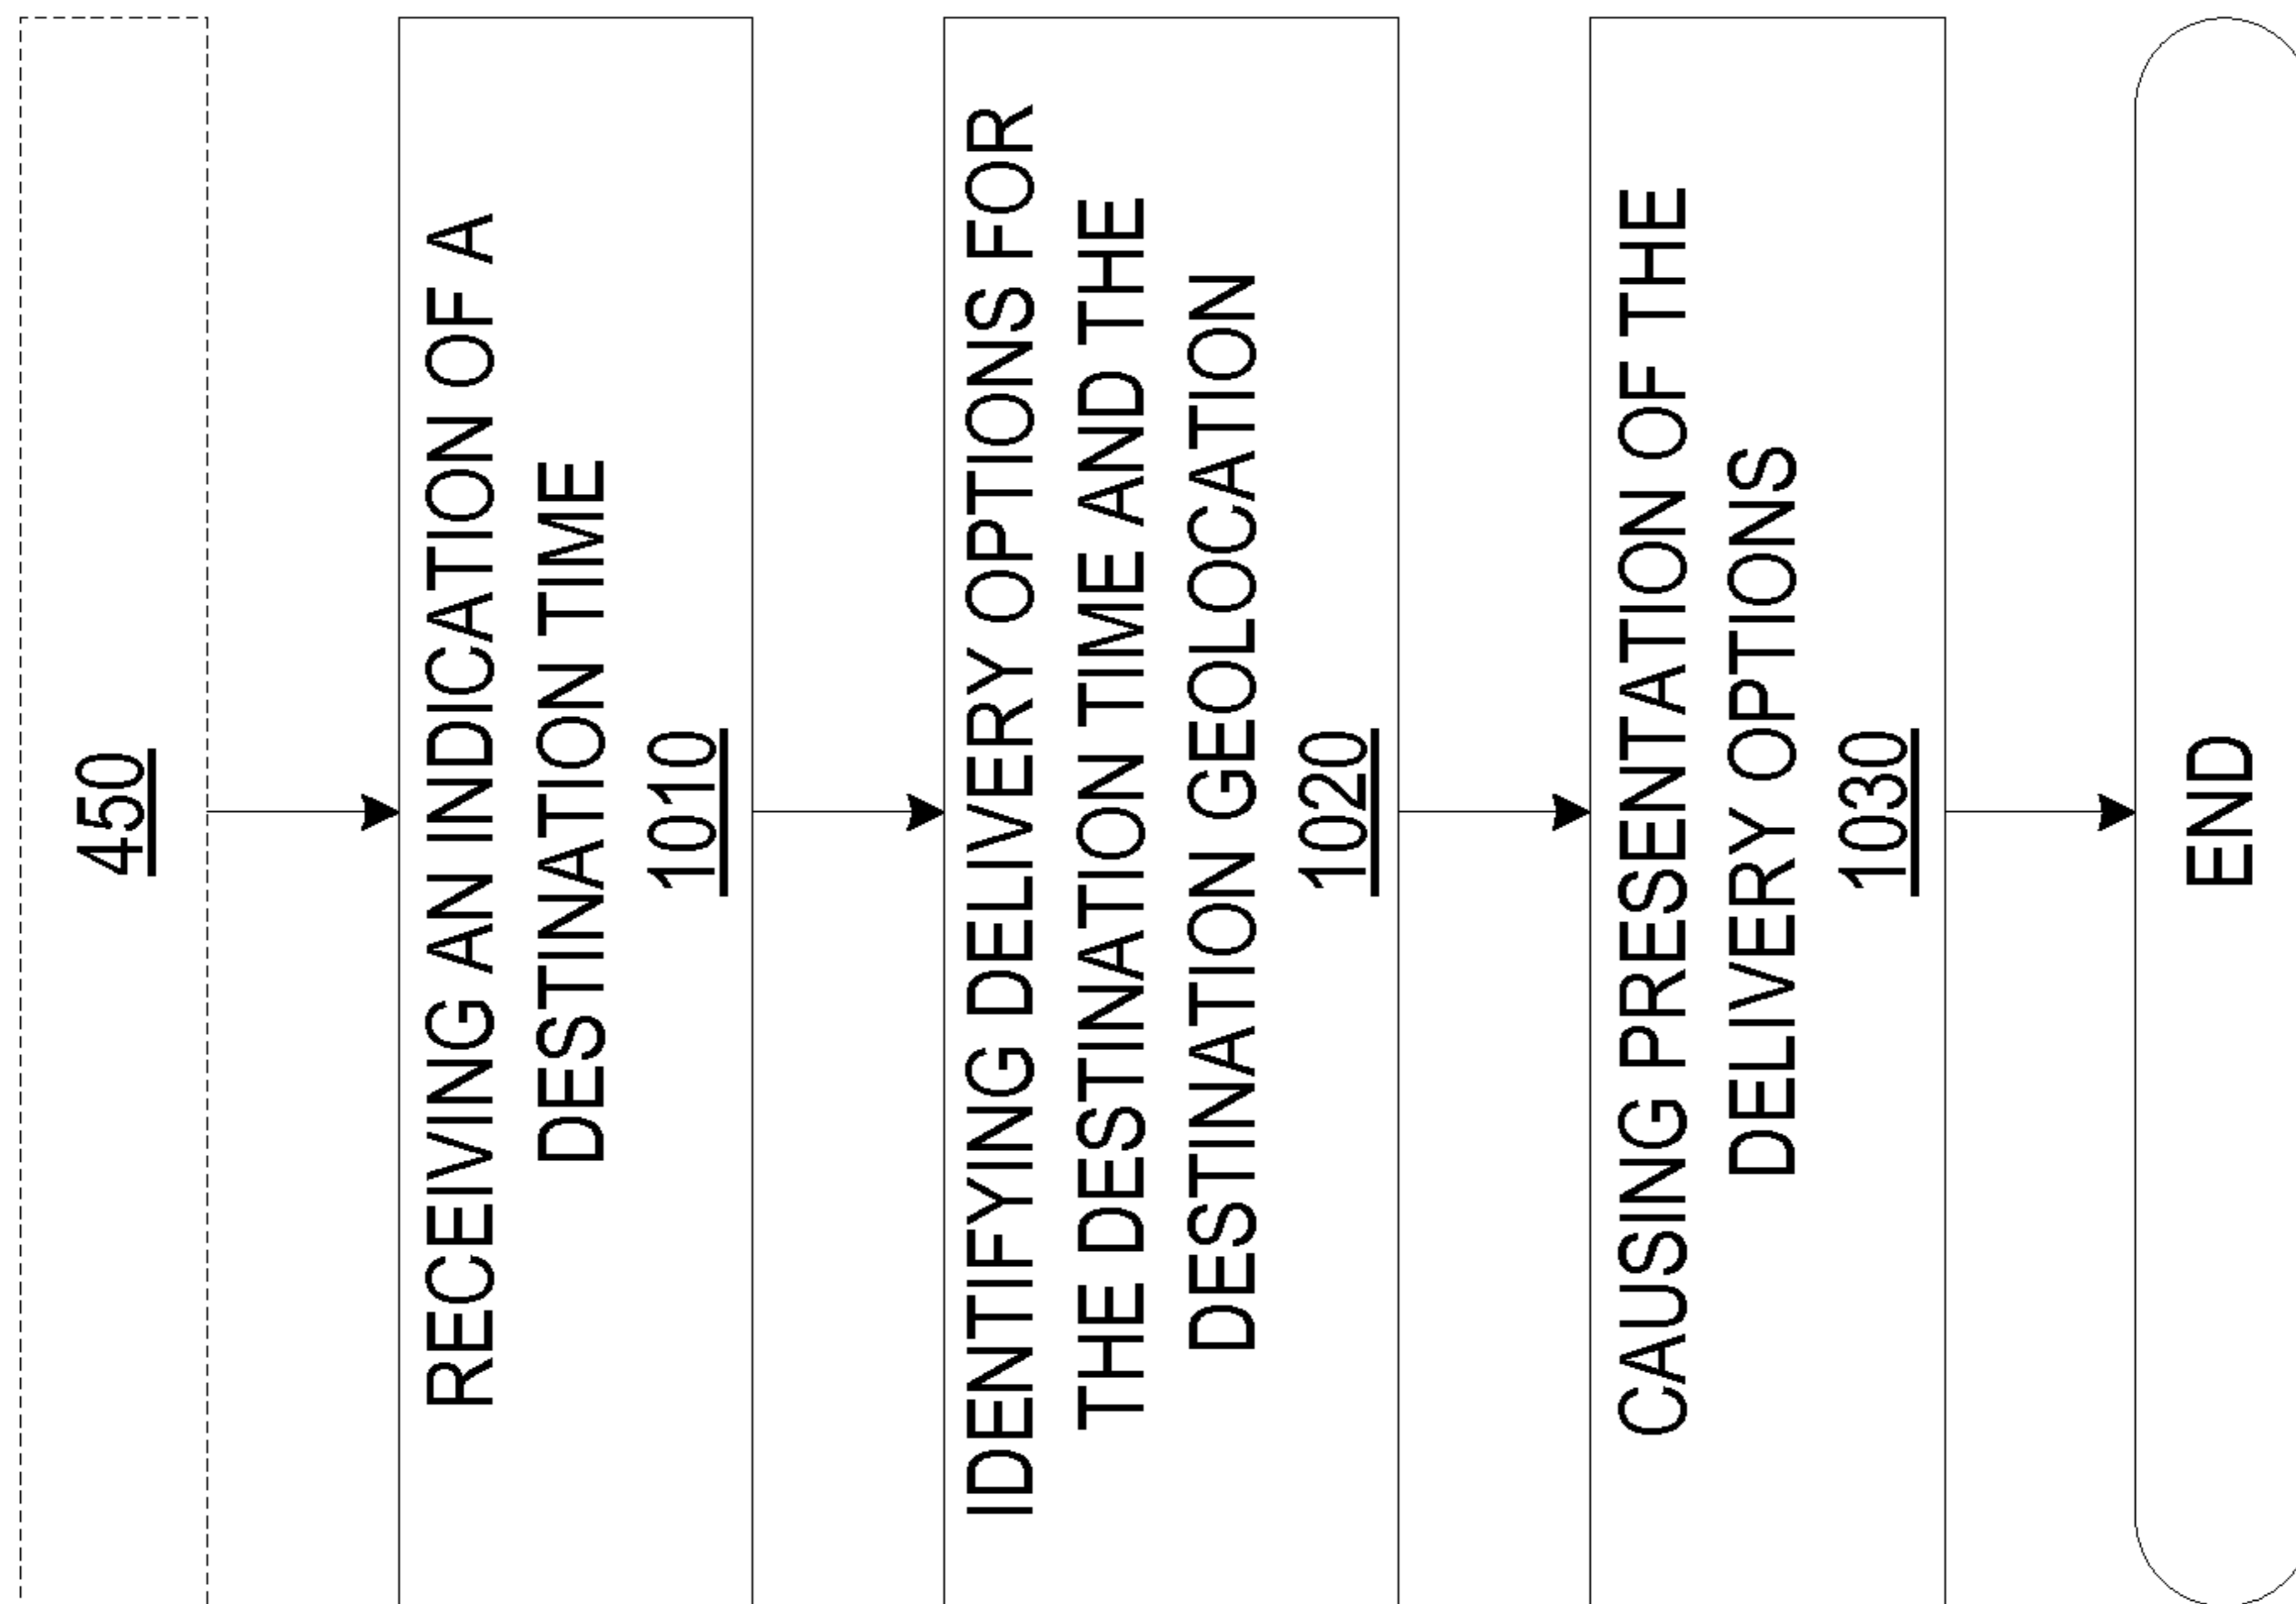 450
RECEIVING AN INDICATION OF A
DESTINATION TIME
1010
IDENTIFYING DELIVERY OPTIONS FOR
THE DESTINATION TIME AND THE
DESTINATION GEOLOCATION
1020
CAUSING PRESENTATION OF THE
DELIVERY OPTIONS
1030
END